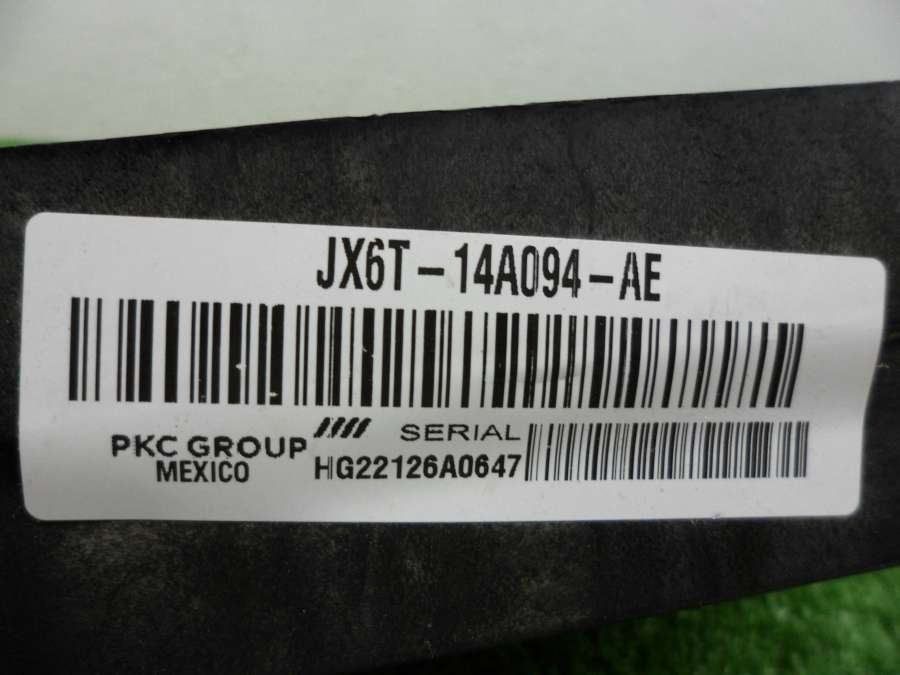 JX6T-14A094-AE
PKC GROUP
MEXICO
SERIAL
HG22126A0647